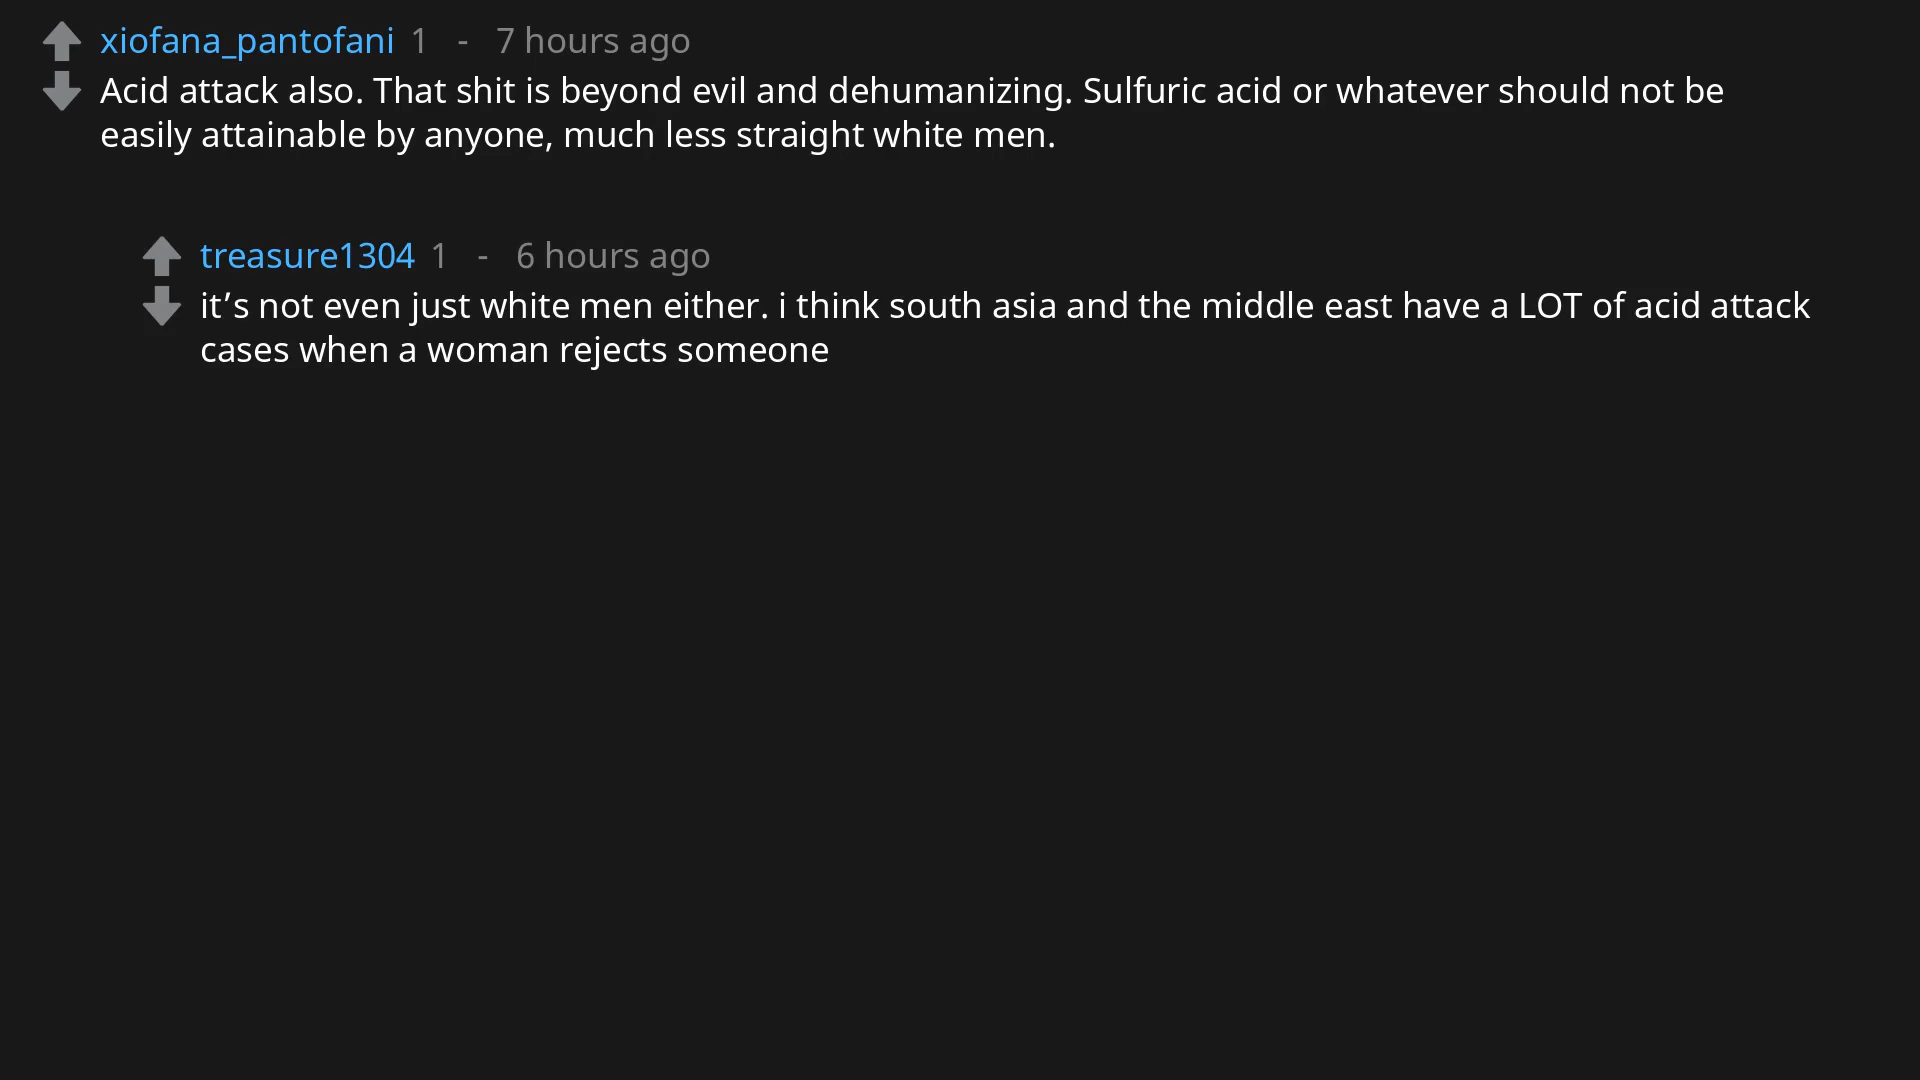 xiofana_pantofani 1 - 7 hours ago
Acid attack also. That shit is beyond evil and dehumanizing. Sulfuric acid or whatever should not be
easily attainable by anyone, much less straight white men.
treasure1304 1 - 6 hours ago
it’s not even just white men either. i think south asia and the middle east have a LOT of acid attack
cases when a woman rejects someone